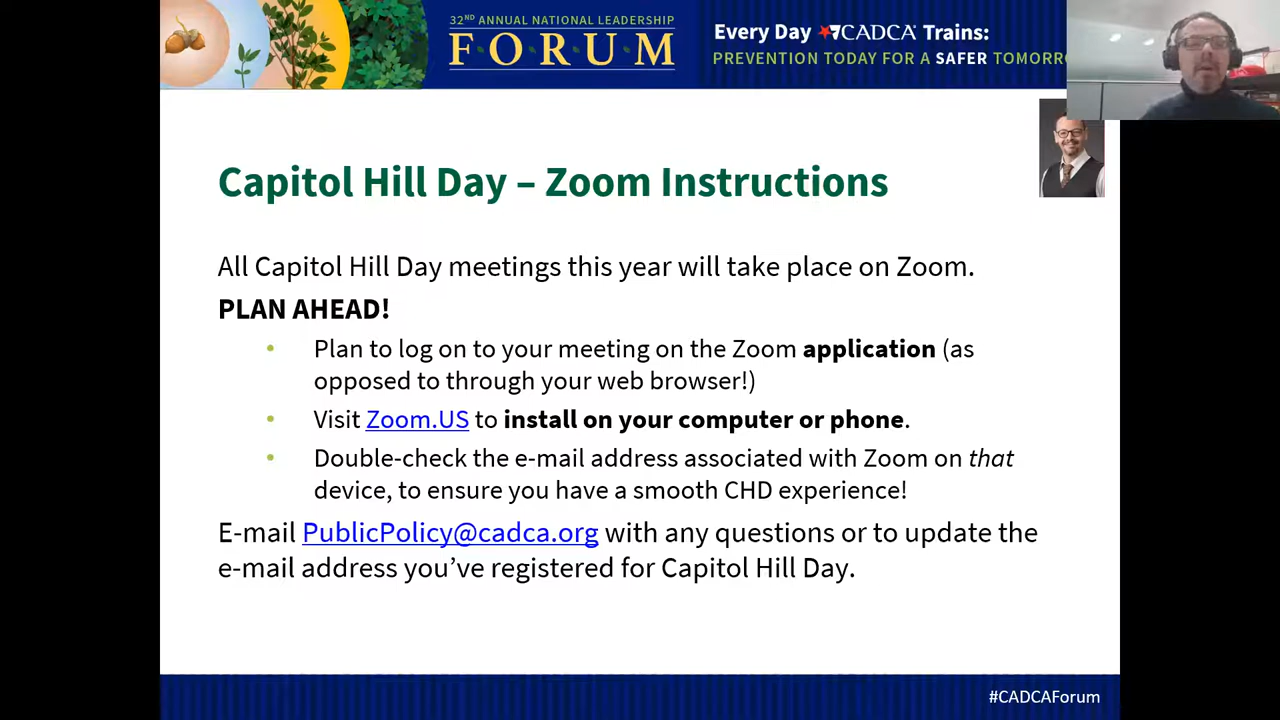 32ND ANNUAL NATIONAL LEADERSHIP
FORUM
Every Day CADCA Trains:
PREVENTION TODAY FOR A SAFER TOMORRO
Capitol Hill Day – Zoom Instructions
All Capitol Hill Day meetings this year will take place on Zoom.
PLAN AHEAD!
• Plan to log on to your meeting on the Zoom application (as
opposed to through your web browser!)
• Visit Zoom.US to install on your computer or phone.
• Double-check the e-mail address associated with Zoom on that
device, to ensure you have a smooth CHD experience!
E-mail PublicPolicy@cadca.org with any questions or to update the
e-mail address you’ve registered for Capitol Hill Day.
#CADCAForum